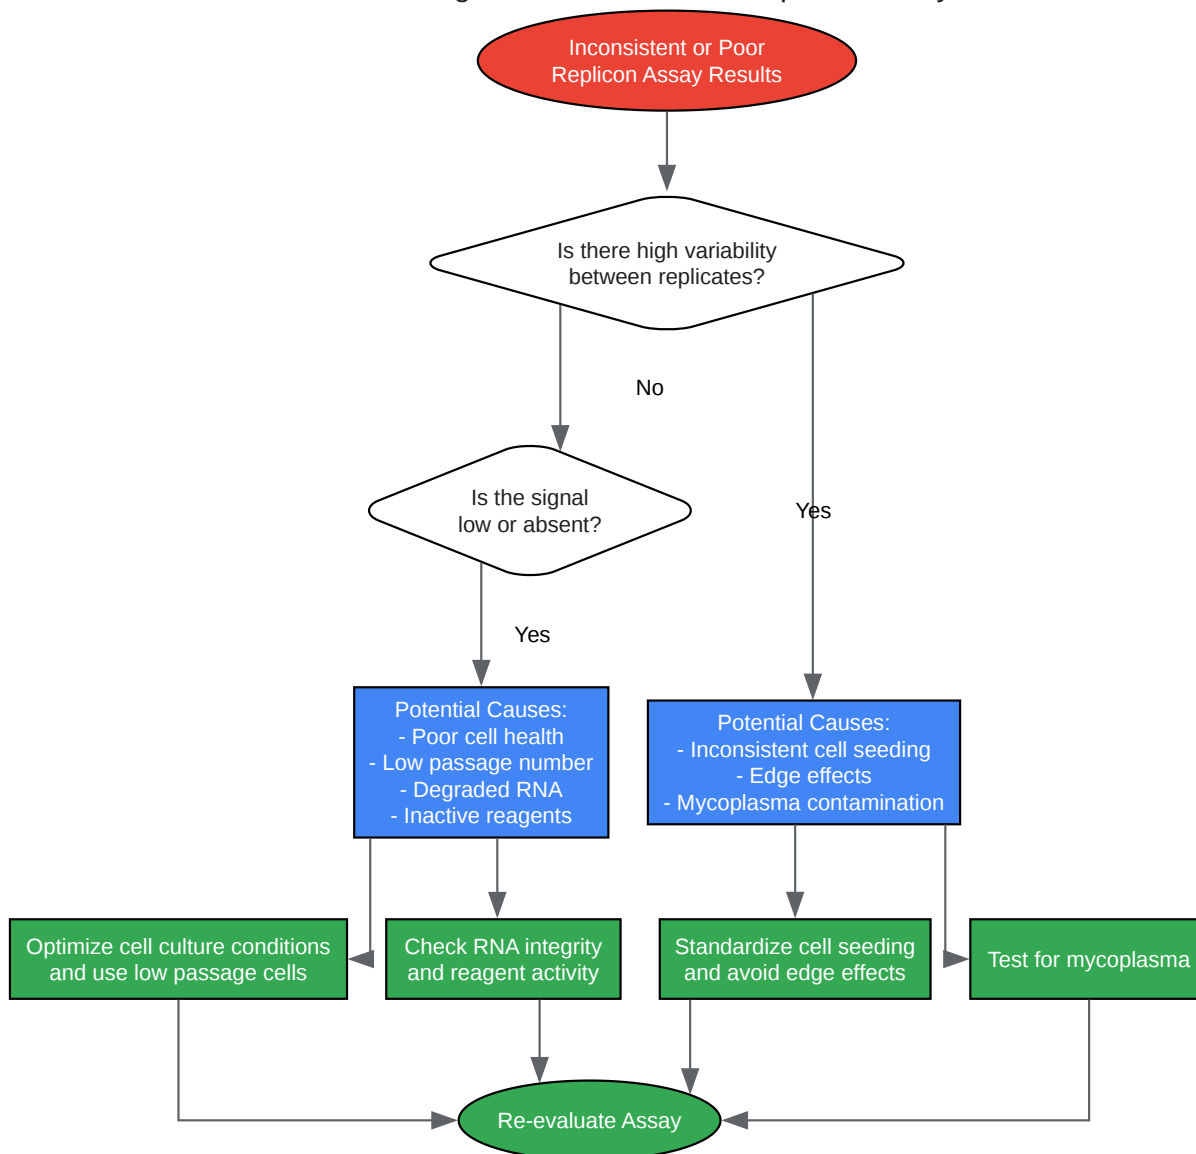 Inconsistent or Poor
Replicon Assay Results
Is there high variability
between replicates?
No
Is the signal
low or absent?
Yes
Yes
Potential Causes:
- Poor cell health
- Low passage number
- Degraded RNA
- Inactive reagents
Potential Causes:
- Inconsistent cell seeding
- Edge effects
- Mycoplasma contamination
Optimize cell culture conditions
and use low passage cells
Check RNA integrity
and reagent activity
Standardize cell seeding
and avoid edge effects
Test for mycoplasma
Re-evaluate Assay